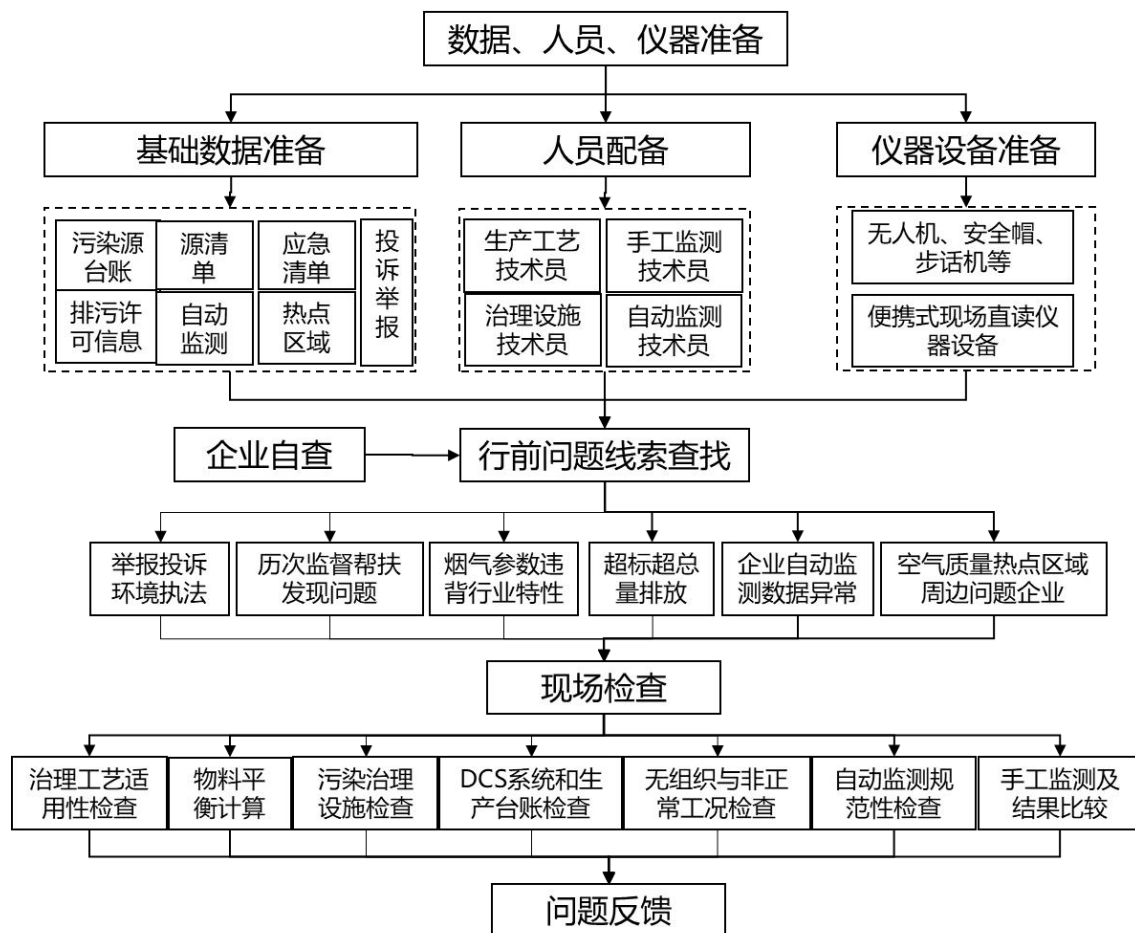 数据、人员、仪器准备
基础数据准备
人员配备
仪器设备准备
污染源
台账
源清
单
应急
清单
投诉举报
排污许
可信息
自动
监测
热点
区域
生产工艺
技术员
手工监测
技术员
治理设施
技术员
自动监测
技术员
无人机、安全帽、
步话机等
便携式现场直读仪
器设备
企业自查
行前问题线索查找
举报投诉
环境执法
历次监督帮扶
发现问题
烟气参数违
背行业特性
超标超总
量排放
企业自动监
测数据异常
空气质量热点区域
周边问题企业
现场检查
治理工艺适
用性检查
物料平
衡计算
污染治理
设施检查
DCS系统和生
产台账检查
无组织与非正
常工况检查
自动监测规
范性检查
手工监测及
结果比较
问题反馈